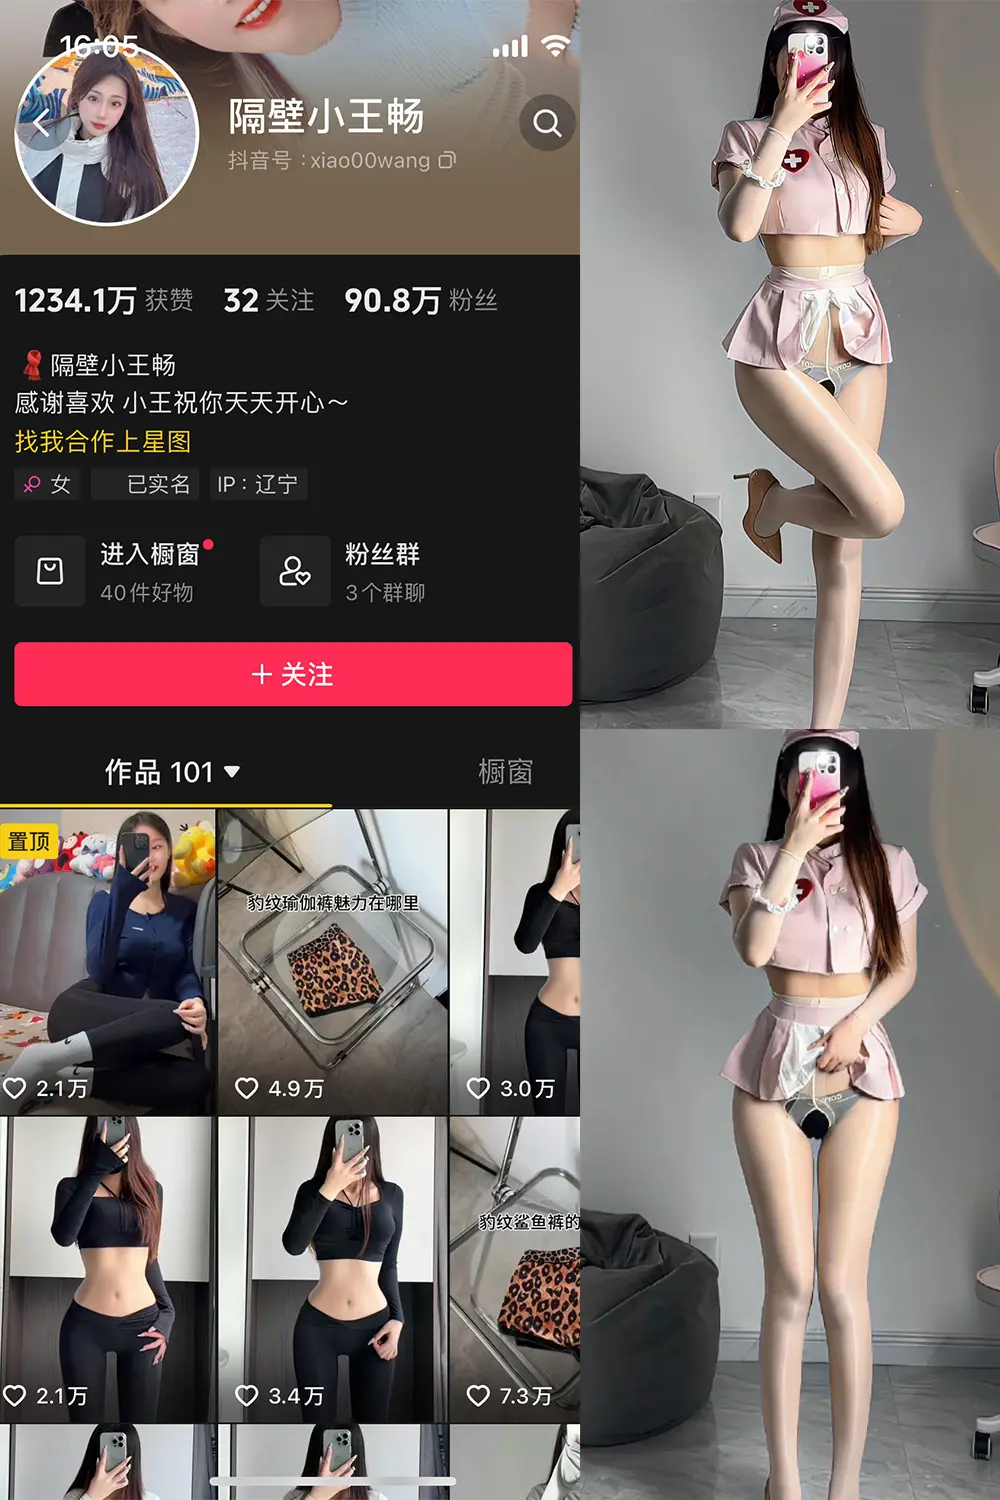 16:05
隔壁小王畅
抖音号：xiao00wang
1234.1万 获赞 32 关注 90.8万 粉丝
隔壁小王畅
感谢喜欢 小王祝你天天开心～
找我合作上星图
女 已实名 IP：辽宁
进入橱窗 粉丝群
40件好物 3个群聊
＋关注
作品 101 橱窗
置顶
豹纹瑜伽裤魅力在哪里
2.1万 4.9万 3.0万
豹纹鲨鱼裤的
2.1万 3.4万 7.3万